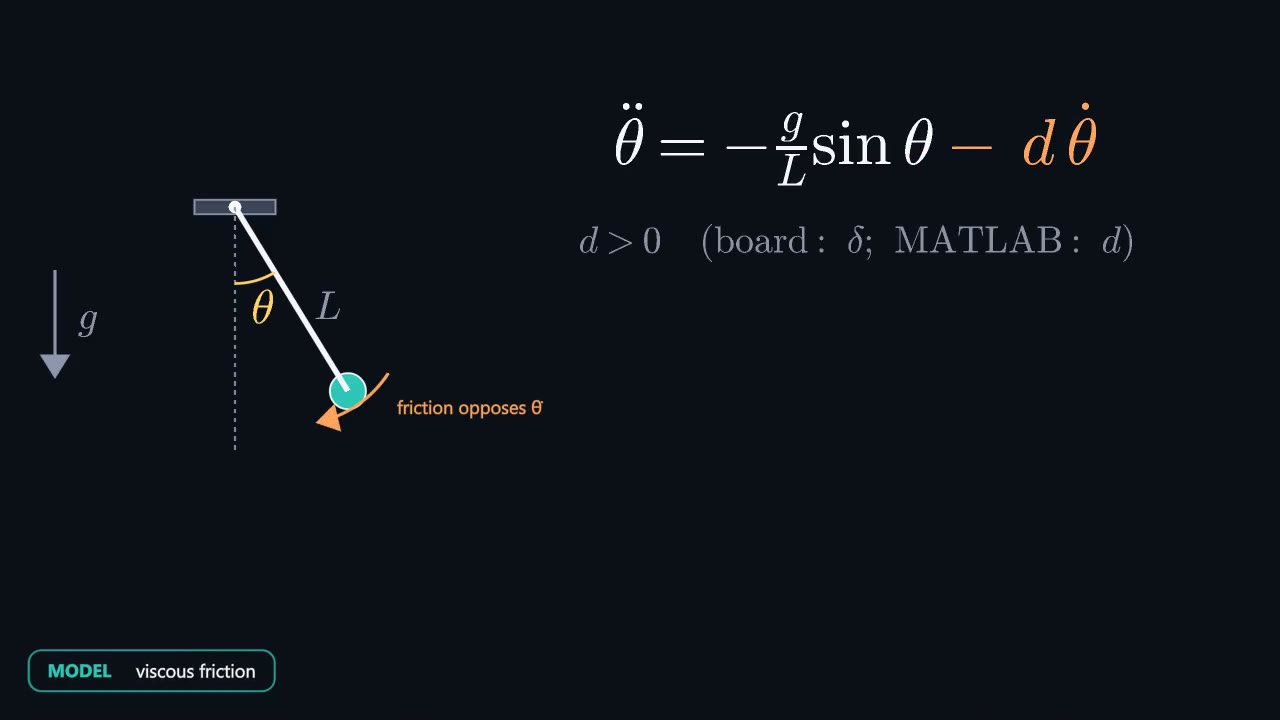 θ̈ = −g/L sin θ − d θ̇
d > 0 (board: δ; MATLAB: d)
θ
L
g
friction opposes θ̇
MODEL viscous friction